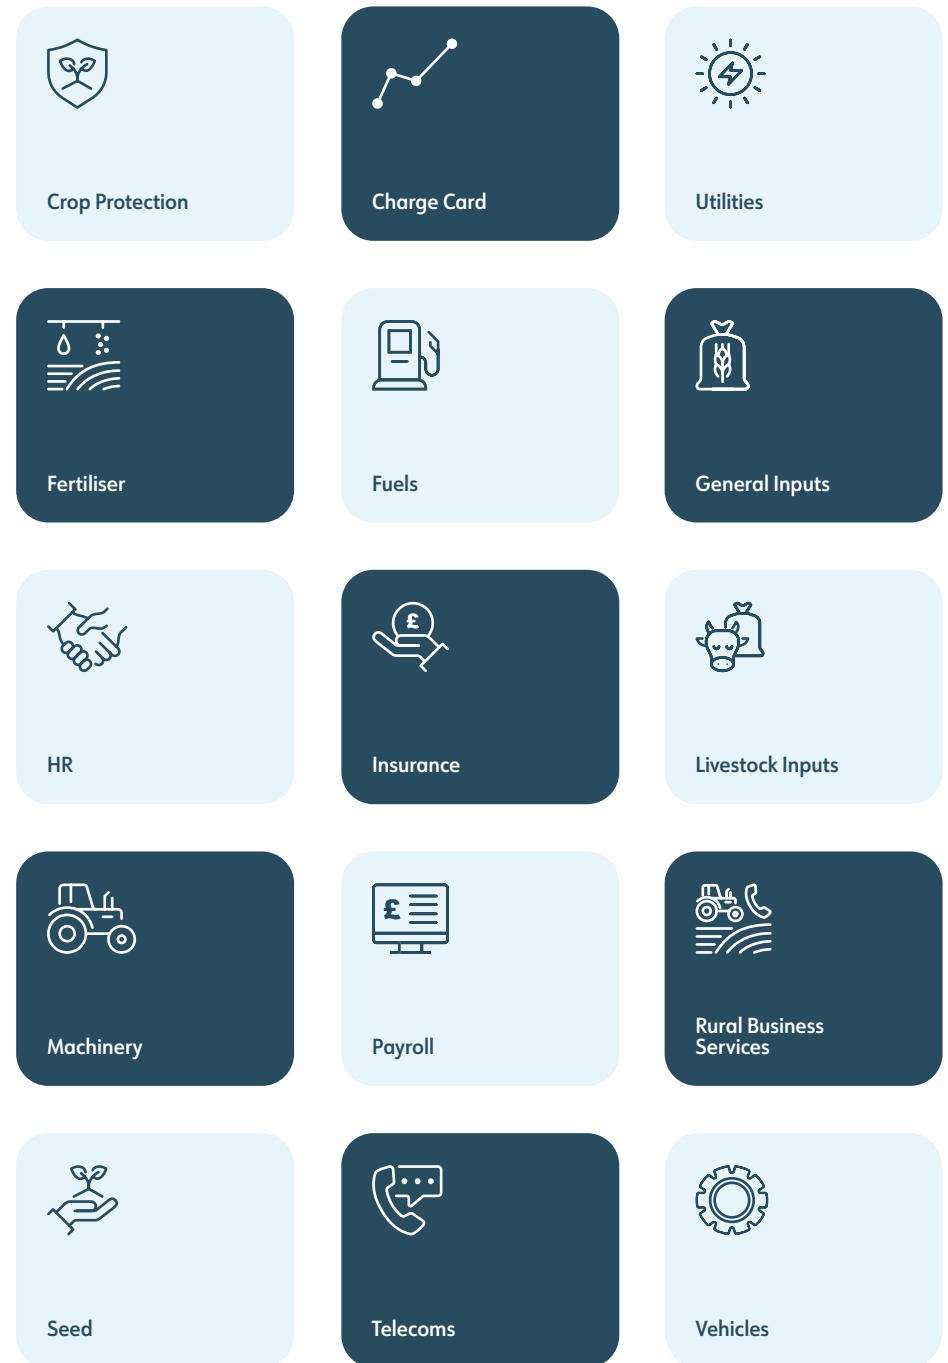 Crop Protection
Charge Card
Utilities
Fertiliser
Fuels
General Inputs
HR
£
Insurance
Livestock Inputs
Machinery
£
Payroll
Rural Business
Services
Seed
Telecoms
Vehicles